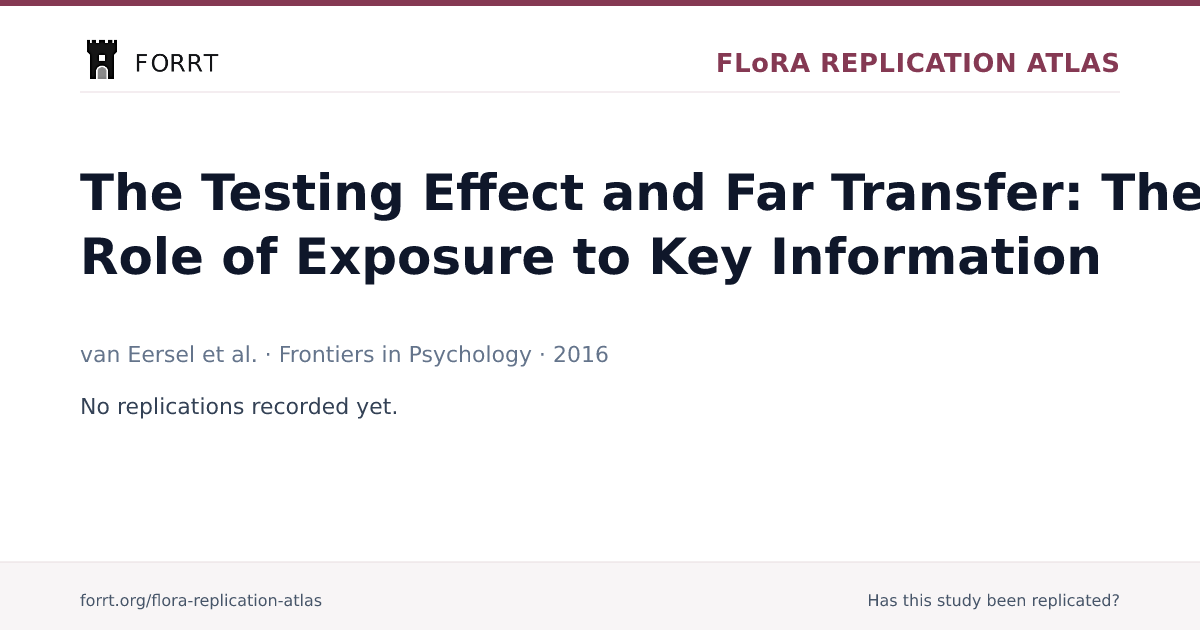 FORRT
FLoRA REPLICATION ATLAS
The Testing Effect and Far Transfer: The
Role of Exposure to Key Information
van Eersel et al. · Frontiers in Psychology · 2016
No replications recorded yet.
forrt.org/flora-replication-atlas
Has this study been replicated?